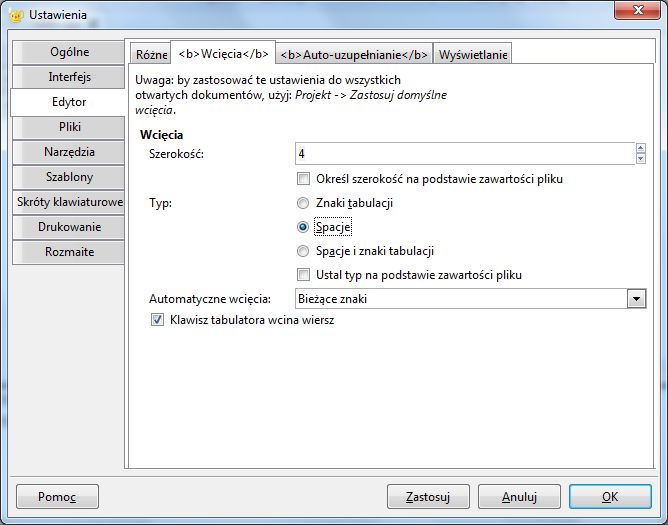 Ustawienia
Ogólne
Interfejs
Edytor
Pliki
Narzędzia
Szablony
Skróty klawiaturowe
Drukowanie
Rozmaite
Różne
<b>Wcięcia</b>
<b>Auto-uzupełnianie</b>
Wyświetlanie
Uwaga: by zastosować te ustawienia do wszystkich
otwartych dokumentów, użyj: Projekt -> Zastosuj domyślne
wcięcia.
Wcięcia
Szerokość:
4
Określ szerokość na podstawie zawartości pliku
Typ:
Znaki tabulacji
Spacje
Spacje i znaki tabulacji
Ustal typ na podstawie zawartości pliku
Automatyczne wcięcia:
Bieżące znaki
Klawisz tabulatora wcina wiersz
Pomoc
Zastosuj
Anuluj
OK